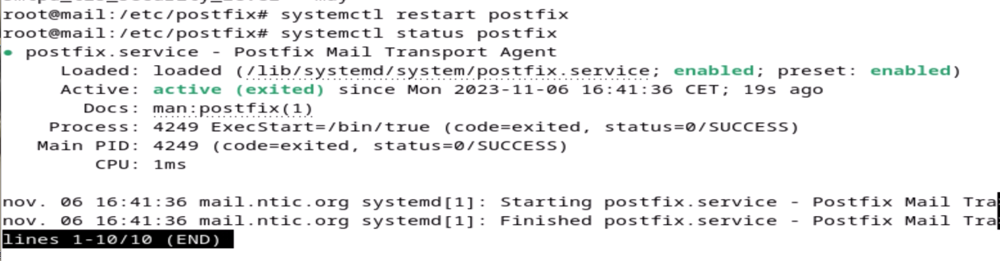 root@mail:/etc/postfix# systemctl restart postfix
root@mail:/etc/postfix# systemctl status postfix
● postfix.service - Postfix Mail Transport Agent
     Loaded: loaded (/lib/systemd/system/postfix.service; enabled; preset: enabled)
     Active: active (exited) since Mon 2023-11-06 16:41:36 CET; 19s ago
       Docs: man:postfix(1)
    Process: 4249 ExecStart=/bin/true (code=exited, status=0/SUCCESS)
   Main PID: 4249 (code=exited, status=0/SUCCESS)
        CPU: 1ms

nov. 06 16:41:36 mail.ntic.org systemd[1]: Starting postfix.service - Postfix Mail Tra
nov. 06 16:41:36 mail.ntic.org systemd[1]: Finished postfix.service - Postfix Mail Tra
lines 1-10/10 (END)